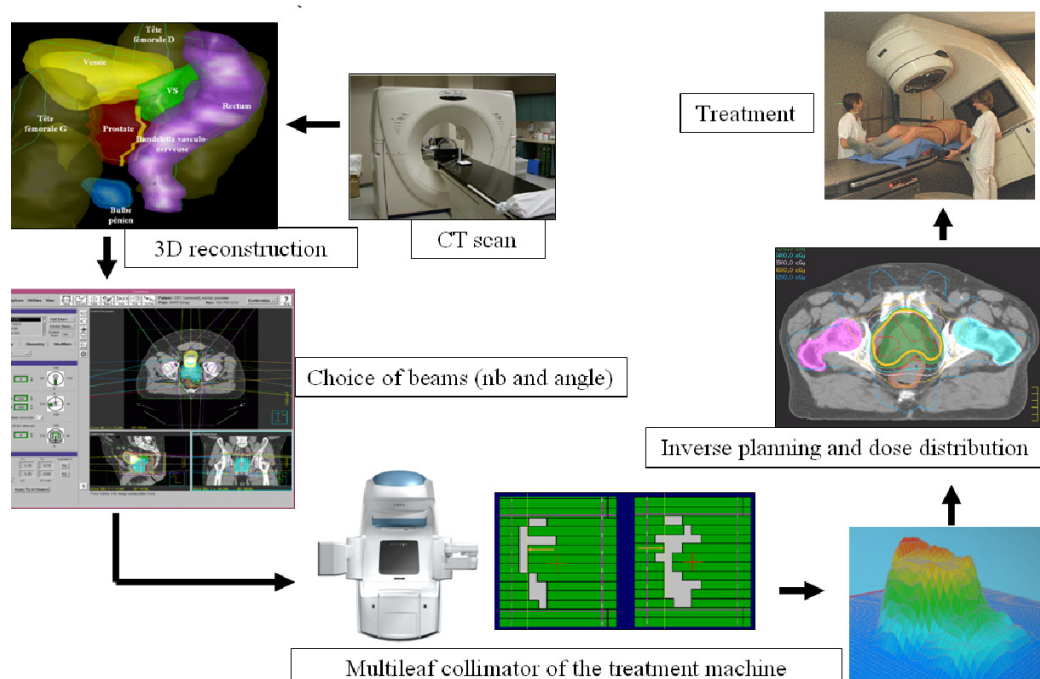 Tête
fémorale D
Vessie
VS
Rectum
Tête
fémorale G
Prostate
Bandelette vasculo-
nerveuse
Bulbe
pénien
3D reconstruction
CT scan
Treatment
Choice of beams (nb and angle)
Inverse planning and dose distribution
Multileaf collimator of the treatment machine